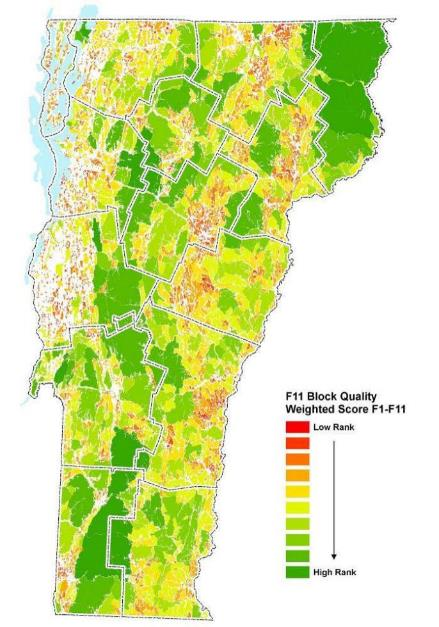 F11 Block Quality
Weighted Score F1-F11
Low Rank
High Rank